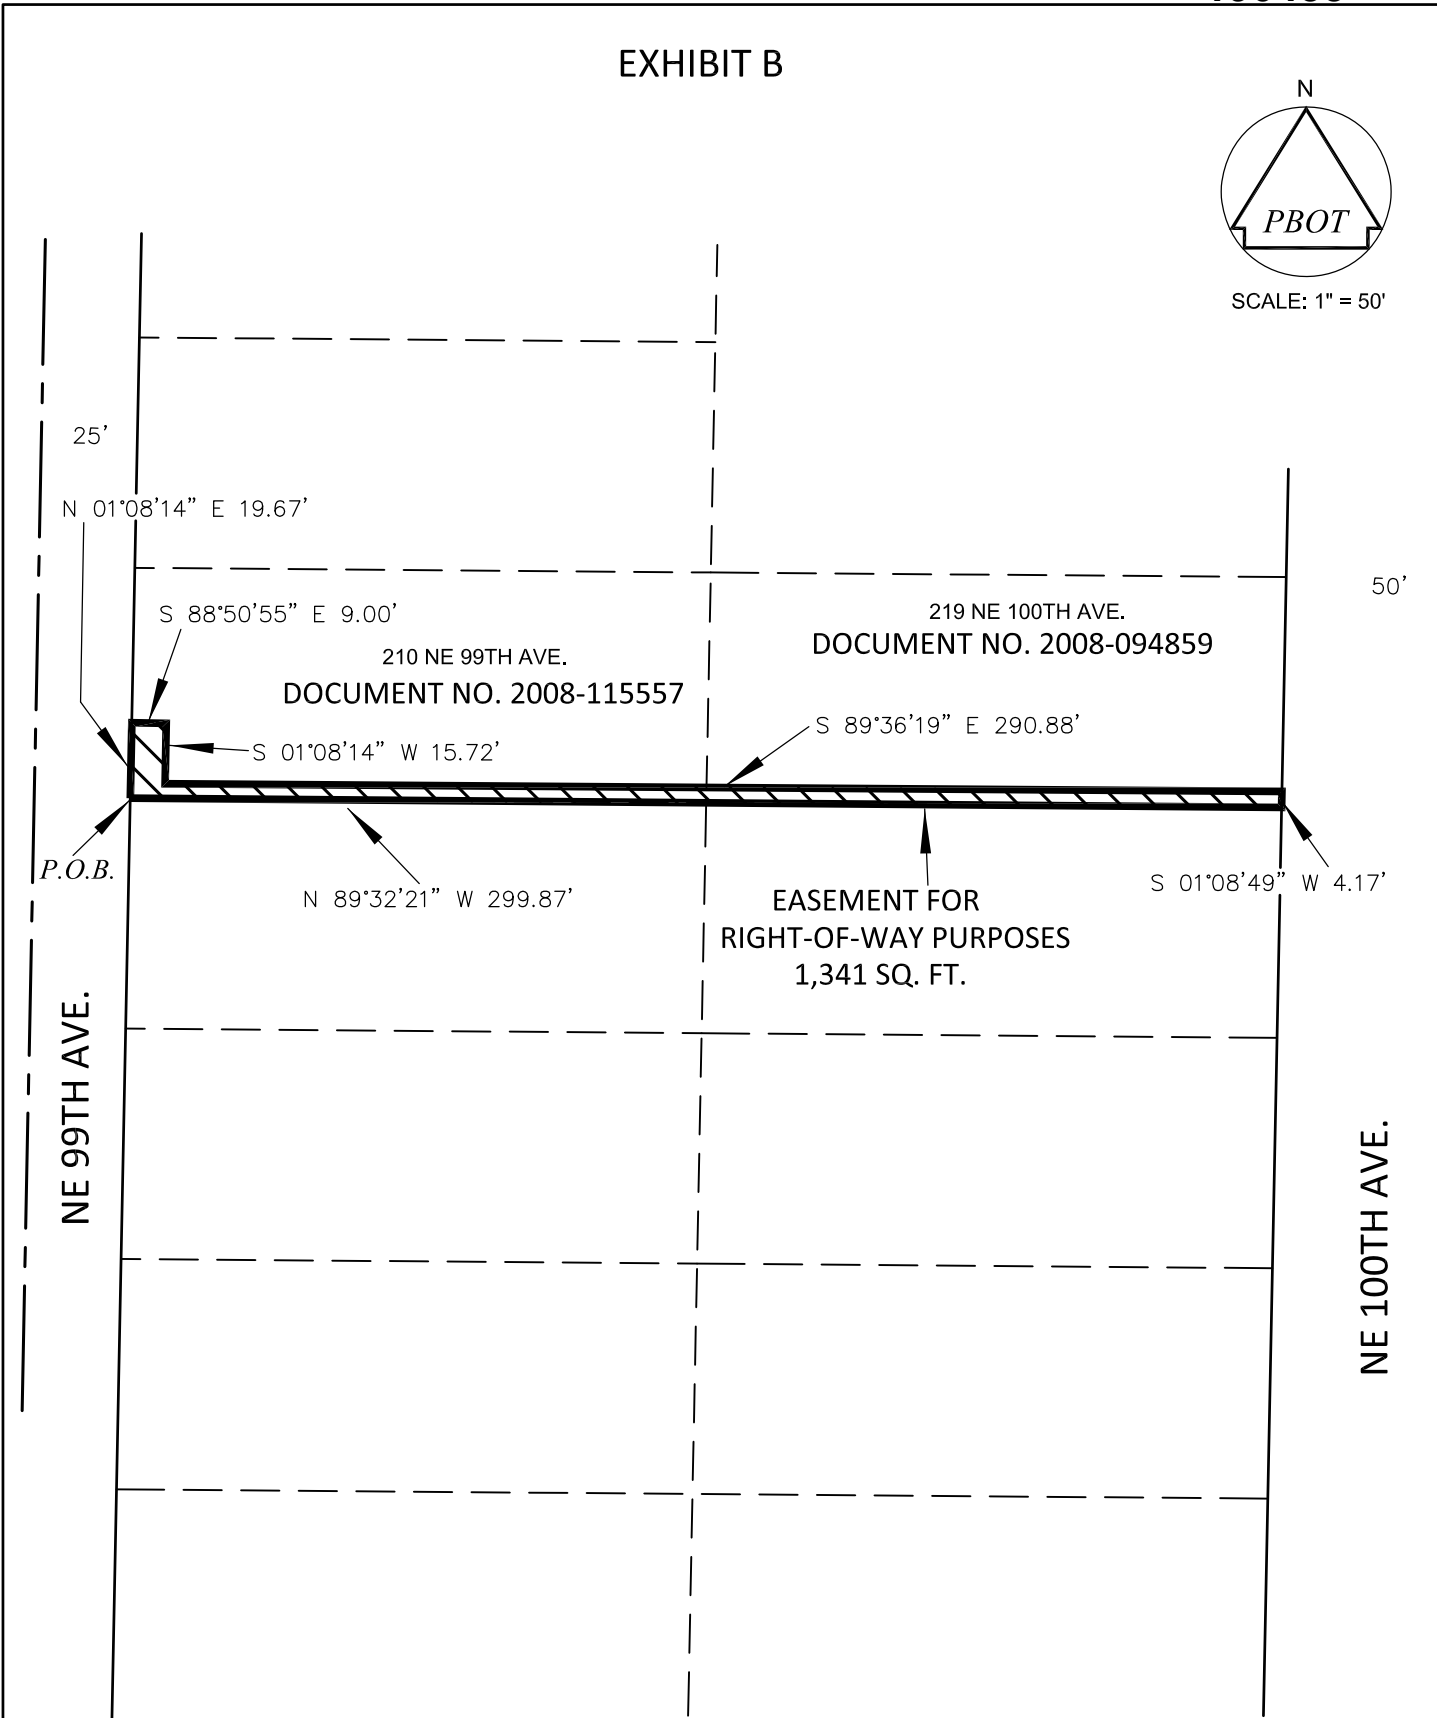 EXHIBIT B
N
PBOT
SCALE: 1" = 50'
25'
N 01°08'14" E 19.67'
50'
S 88°50'55" E 9.00'
219 NE 100TH AVE.
DOCUMENT NO. 2008-094859
210 NE 99TH AVE.
DOCUMENT NO. 2008-115557
S 89°36'19" E 290.88'
S 01°08'14" W 15.72'
P.O.B.
N 89°32'21" W 299.87'
S 01°08'49" W 4.17'
EASEMENT FOR
RIGHT-OF-WAY PURPOSES
1,341 SQ. FT.
NE 99TH AVE.
NE 100TH AVE.